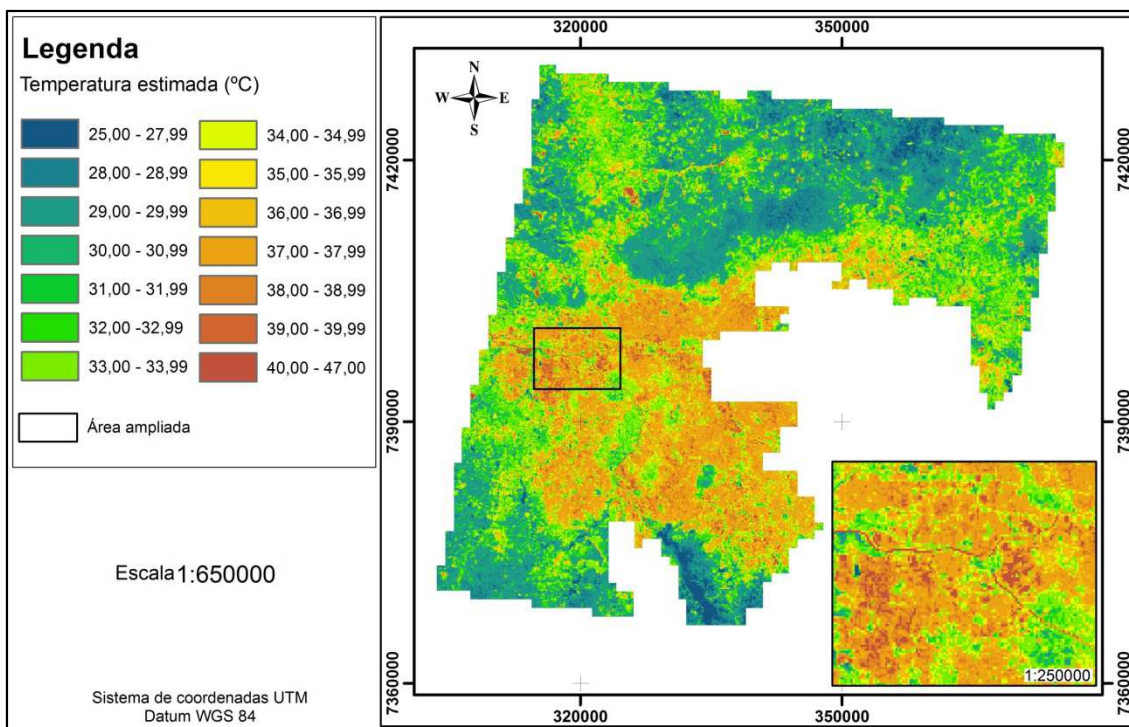 Legenda
Temperatura estimada (ºC)
25,00 - 27,99
28,00 - 28,99
29,00 - 29,99
30,00 - 30,99
31,00 - 31,99
32,00 -32,99
33,00 - 33,99
34,00 - 34,99
35,00 - 35,99
36,00 - 36,99
37,00 - 37,99
38,00 - 38,99
39,00 - 39,99
40,00 - 47,00
Área ampliada
Escala 1:650000
Sistema de coordenadas UTM
Datum WGS 84
320000
350000
N
W E
S
7420000
7420000
7390000
7390000
7360000
7360000
1:250000
320000
350000